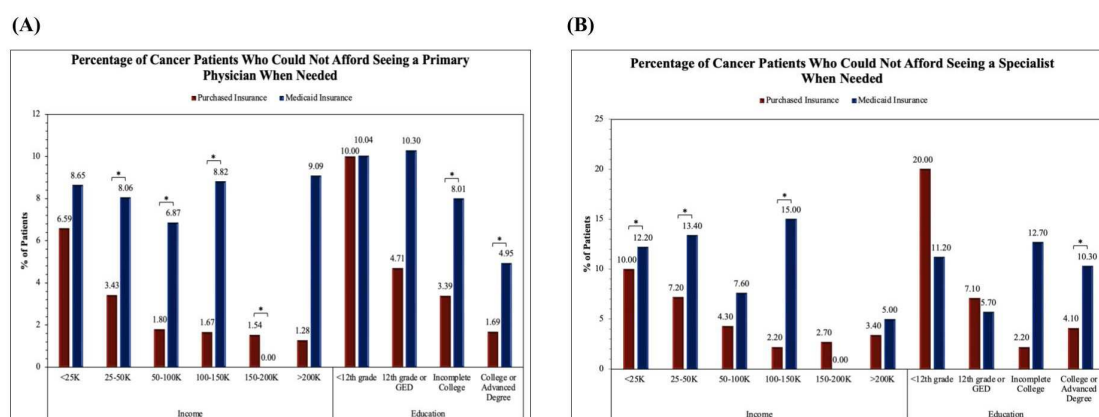 (A)
Percentage of Cancer Patients Who Could Not Afford Seeing a Primary
Physician When Needed
Purchased Insurance Medicaid Insurance
% of Patients
12
10
8
6
4
2
0
6.59 8.65
* 3.43 8.06
* 1.80 6.87
* 1.67 8.82
* 1.54 0.00
1.28 9.09
10.00 10.04
4.71 10.30
* 3.39 8.01
* 1.69 4.95
<25K 25-50K 50-100K 100-150K 150-200K >200K <12th grade 12th grade or Incomplete College or
GED College Advanced
Degree
Income Education
(B)
Percentage of Cancer Patients Who Could Not Afford Seeing a Specialist
When Needed
Purchased Insurance Medicaid Insurance
% of Patients
25
20
15
10
5
0
* 10.00 12.20
* 7.20 13.40
4.30 7.60
* 2.20 15.00
2.70 0.00
3.40 5.00
20.00 11.20
7.10 5.70
2.20 12.70
* 4.10 10.30
<25K 25-50K 50-100K 100-150K 150-200K >200K <12th grade 12th grade or Incomplete College or
GED College Advanced
Degree
Income Education